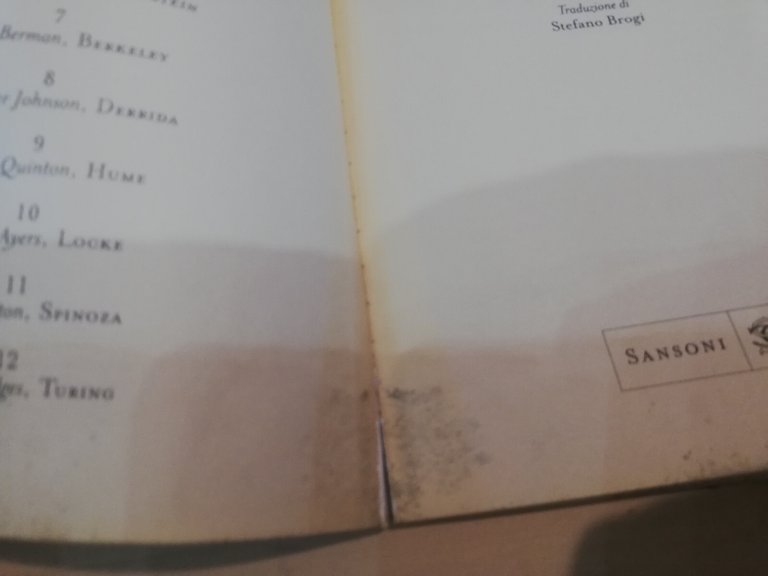 7
Berman, BERKELEY
8
Johnson, DERRIDA
9
Quinton, HUME
10
Ayers, LOCKE
11
SPINOZA
12
TURING
Traduzione di
Stefano Brogi
SANSONI